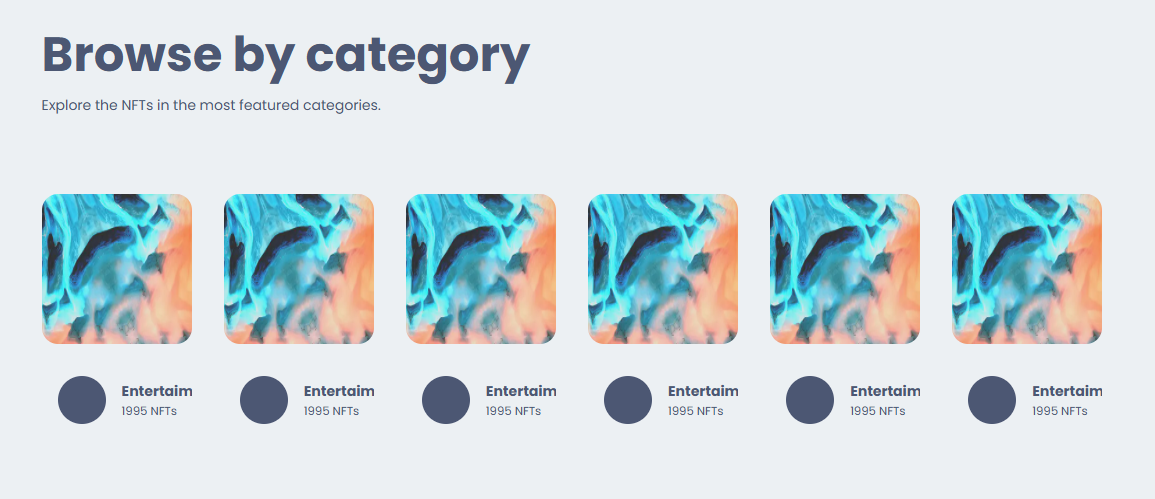 Browse by category
Explore the NFTs in the most featured categories.
Entertaim Entertaim Entertaim Entertaim Entertaim Entertaim
1995 NFTs 1995 NFTs 1995 NFTs 1995 NFTs 1995 NFTs 1995 NFTs